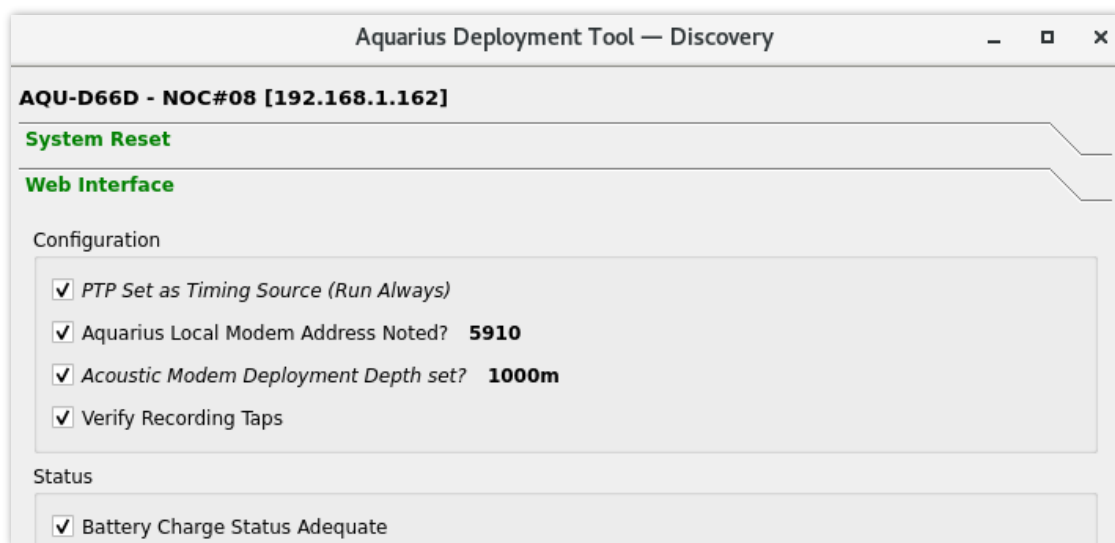 Aquarius Deployment Tool — Discovery
AQU-D66D - NOC#08 [192.168.1.162]
System Reset
Web Interface
Configuration
PTP Set as Timing Source (Run Always)
Aquarius Local Modem Address Noted? 5910
Acoustic Modem Deployment Depth set? 1000m
Verify Recording Taps
Status
Battery Charge Status Adequate